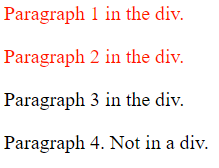 Paragraph 1 in the div.
Paragraph 2 in the div.
Paragraph 3 in the div.
Paragraph 4. Not in a div.